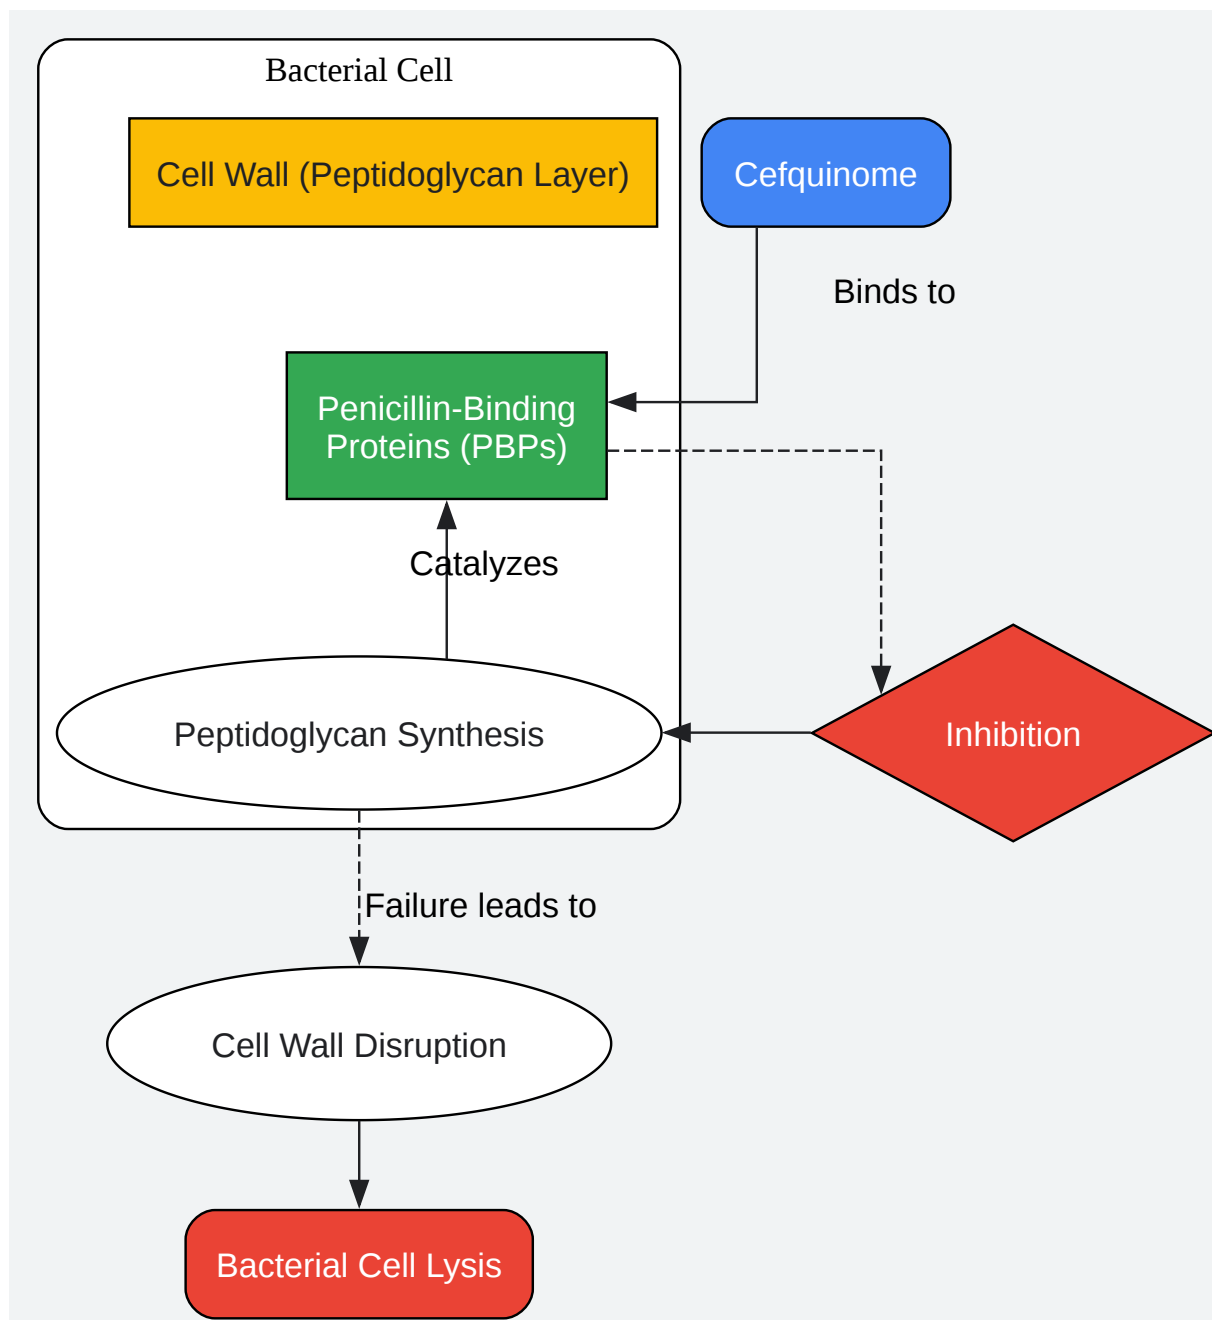 Bacterial Cell
Cell Wall (Peptidoglycan Layer)
Cefquinome
Binds to
Penicillin-Binding
Proteins (PBPs)
Catalyzes
Peptidoglycan Synthesis
Inhibition
Failure leads to
Cell Wall Disruption
Bacterial Cell Lysis